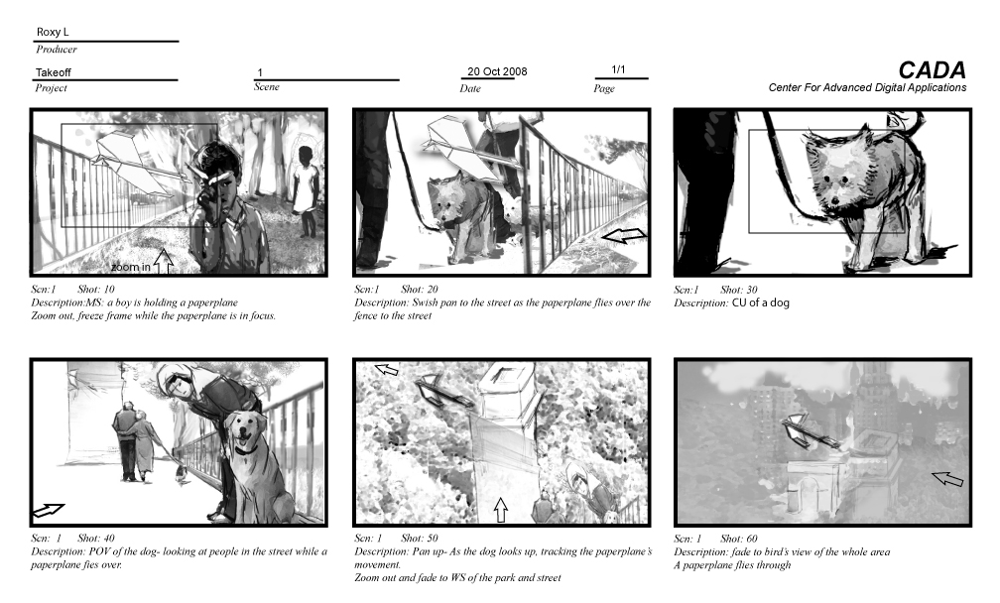 Roxy L
Producer
Takeoff
Project
1
Scene
20 Oct 2008
Date
1/1
Page
CADA
Center For Advanced Digital Applications
zoom in
Scn:1 Shot: 10
Description:MS: a boy is holding a paperplane
Zoom out, freeze frame while the paperplane is in focus.
Scn:1 Shot: 20
Description: Swish pan to the street as the paperplane flies over the
fence to the street
Scn:1 Shot: 30
Description: CU of a dog
Scn: 1 Shot: 40
Description: POV of the dog- looking at people in the street while a
paperplane fies over.
Scn: 1 Shot: 50
Description: Pan up- As the dog looks up, tracking the paperplane's
movement.
Zoom out and fade to WS of the park and street
Scn: 1 Shot: 60
Description: fade to bird's view of the whole area
A paperplane flies through